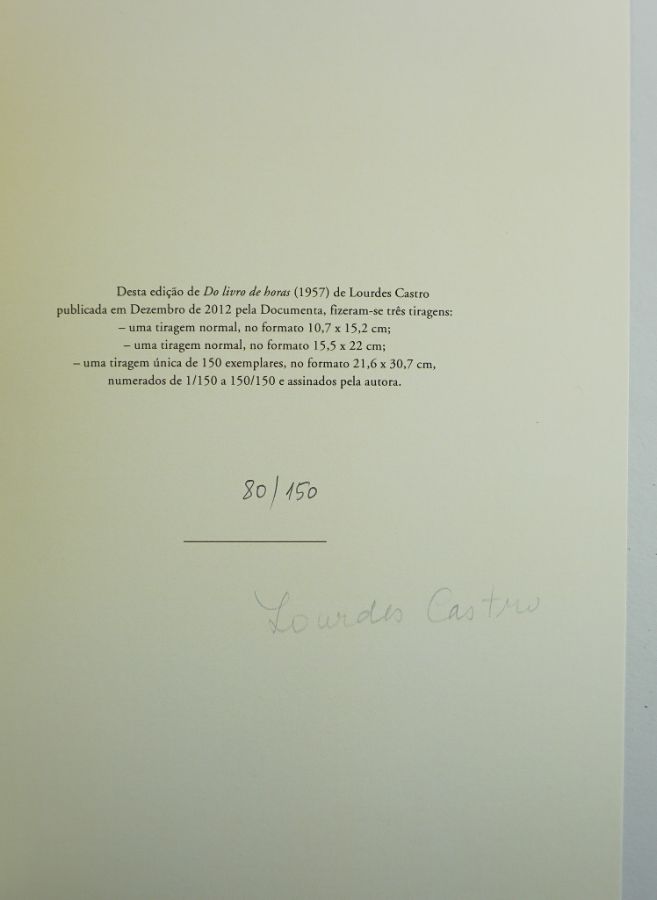 Desta edição de Do livro de horas (1957) de Lourdes Castro
publicada em Dezembro de 2012 pela Documenta, fizeram-se três tiragens:
– uma tiragem normal, no formato 10,7 x 15,2 cm;
– uma tiragem normal, no formato 15,5 x 22 cm;
– uma tiragem única de 150 exemplares, no formato 21,6 x 30,7 cm,
numerados de 1/150 a 150/150 e assinados pela autora.
80/150
Lourdes Castro